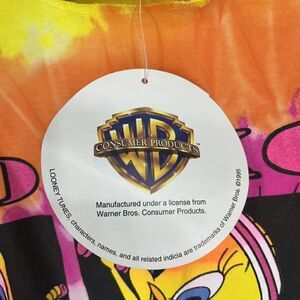 WB
CONSUMER PRODUCTS
Manufactured under a license from
Warner Bros. Consumer Products.
LOONEY TUNES, characters, names, and all related indicia are trademarks of Warner Bros. ©1995